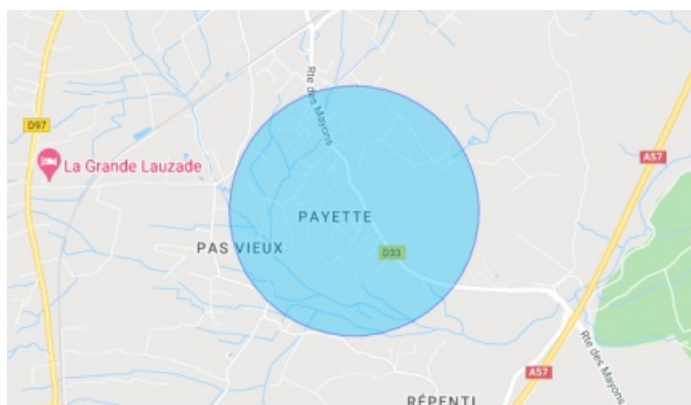 Rte des Mayons
D97
A57
La Grande Lauzade
PAYETTE
PAS VIEUX
D33
Rte des Mayons
A57
RÉPENTI